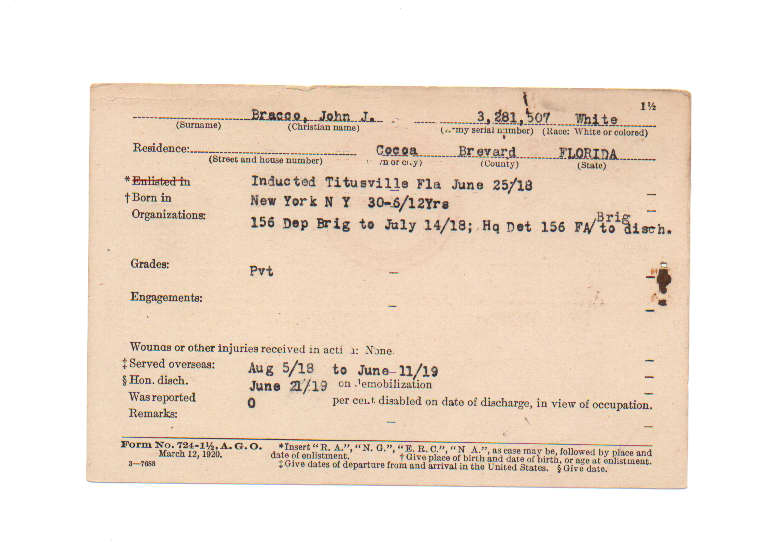 1½
Bracco, John J. 3,281,507 White
(Surname) (Christian name) (Army serial number) (Race: White or colored)
Residence: Cocoa Brevard FLORIDA
(Street and house number) (Town or city) (County) (State)
*Enlisted in Inducted Titusville Fla June 25/18
†Born in New York N Y 30-6/12Yrs
Organizations: 156 Dep Brig to July 14/18; Hq Det 156 FA/ Brig to disch.
Grades: Pvt
Engagements:
Wounds or other injuries received in action: None.
‡Served overseas: Aug 5/18 to June-11/19
§Hon. disch. June 21/19 on demobilization
Was reported 0 per cent disabled on date of discharge, in view of occupation.
Remarks:
Form No. 724-1½, A. G. O. *Insert "R. A.", "N. G.", "E. R. C.", "N A.", as case may be, followed by place and
March 12, 1920. date of enlistment. †Give place of birth and date of birth, or age at enlistment.
3—7688 ‡Give dates of departure from and arrival in the United States. §Give date.